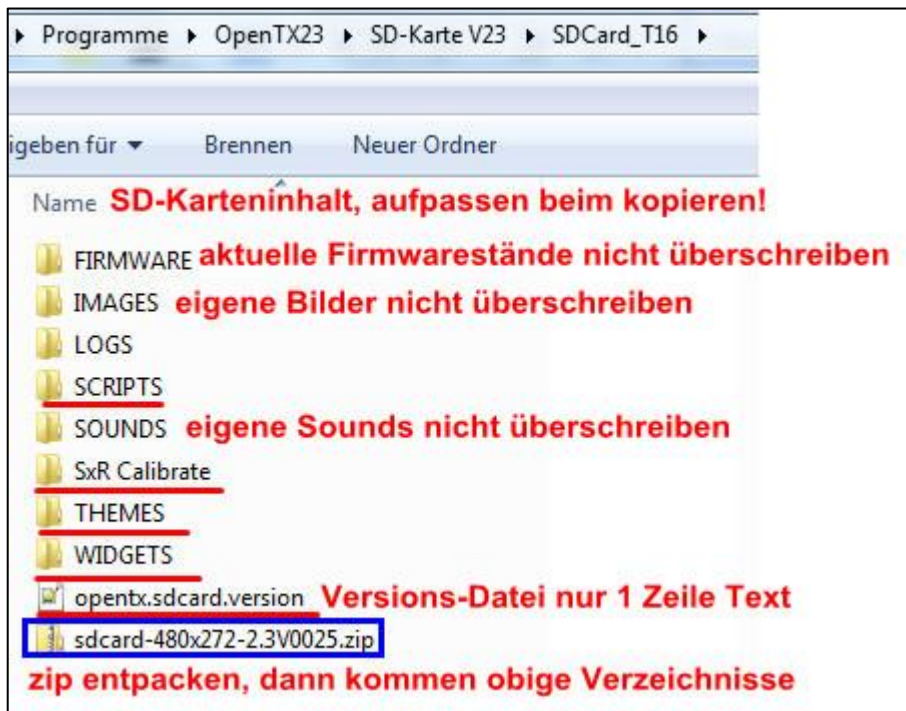 Programme OpenTX23 SD-Karte V23 SDCard_T16
igeben für Brennen Neuer Ordner
Name SD-Karteninhalt, aufpassen beim kopieren!
FIRMWARE aktuelle Firmwarestände nicht überschreiben
IMAGES eigene Bilder nicht überschreiben
LOGS
SCRIPTS
SOUNDS eigene Sounds nicht überschreiben
SxR Calibrate
THEMES
WIDGETS
opentx.sdcard.version Versions-Datei nur 1 Zeile Text
sdcard-480x272-2.3V0025.zip
zip entpacken, dann kommen obige Verzeichnisse